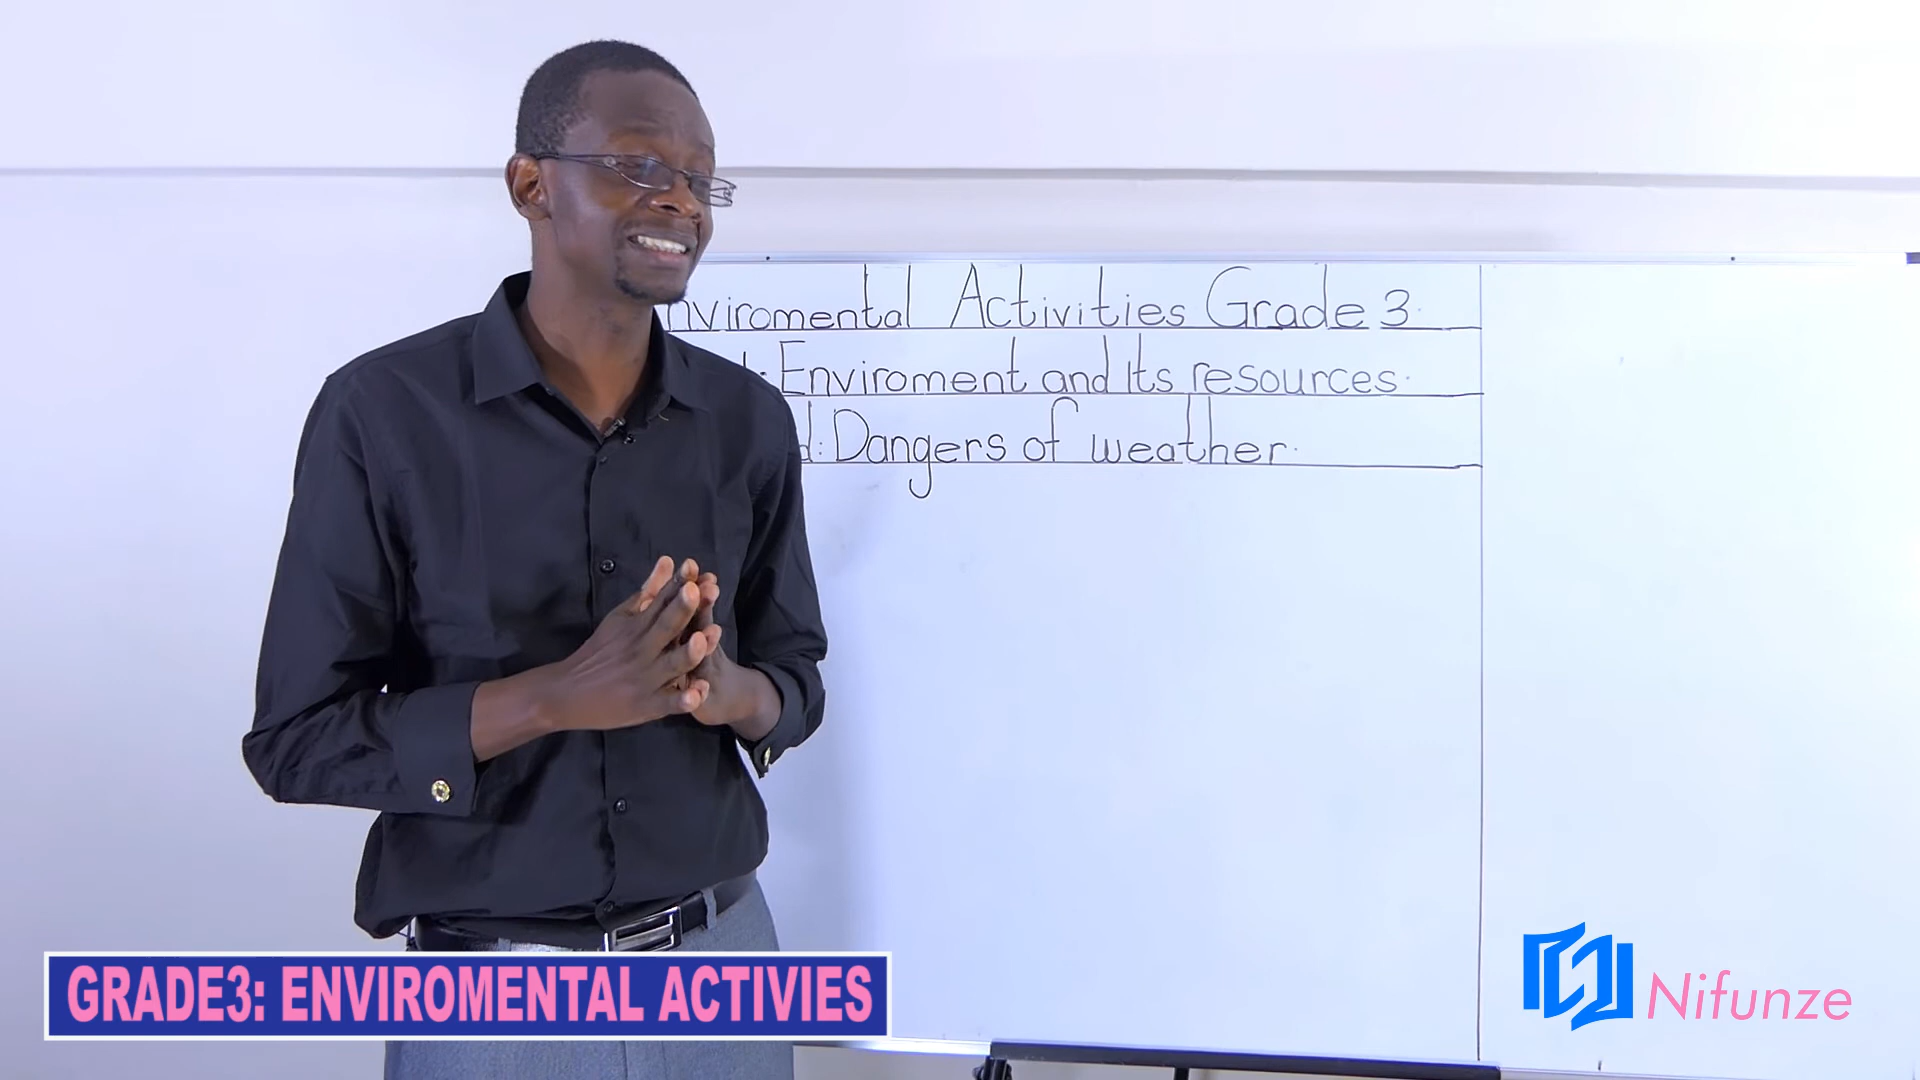 nviromental Activities Grade 3.
Enviroment and Its resources.
d: Dangers of weather.
GRADE3: ENVIROMENTAL ACTIVIES
Nifunze